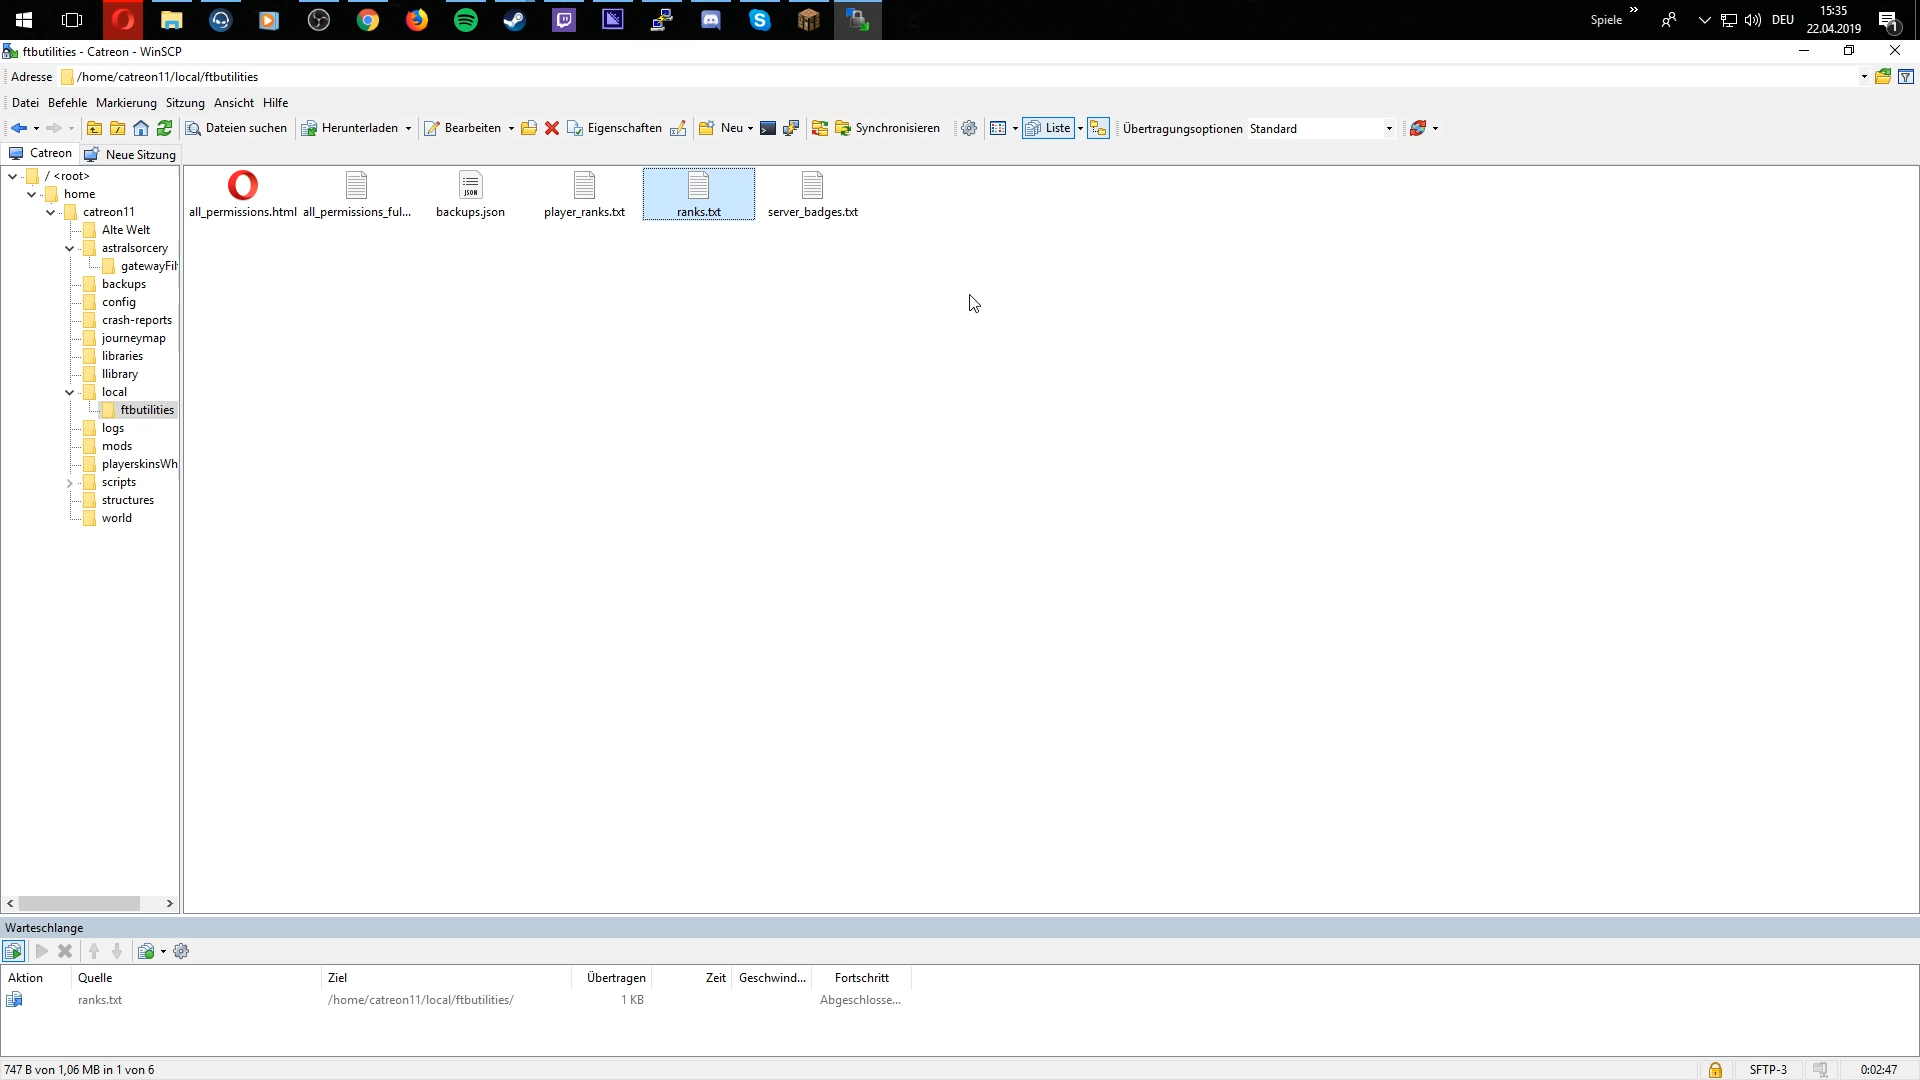 Spiele
»
DEU
15:35
22.04.2019
1
ftbutilities - Catreon - WinSCP
Adresse
/home/catreon11/local/ftbutilities
Datei Befehle Markierung Sitzung Ansicht Hilfe
Dateien suchen Herunterladen Bearbeiten Eigenschaften Neu Synchronisieren Liste Übertragungsoptionen Standard
Catreon Neue Sitzung
/ <root>
home
catreon11
Alte Welt
astralsorcery
gatewayFil
backups
config
crash-reports
journeymap
libraries
llibrary
local
ftbutilities
logs
mods
playerskinsWh
scripts
structures
world
JSON
all_permissions.html all_permissions_ful... backups.json player_ranks.txt ranks.txt server_badges.txt
Warteschlange
Aktion Quelle Ziel Übertragen Zeit Geschwind... Fortschritt
ranks.txt /home/catreon11/local/ftbutilities/ 1 KB Abgeschlosse...
747 B von 1,06 MB in 1 von 6
SFTP-3
0:02:47